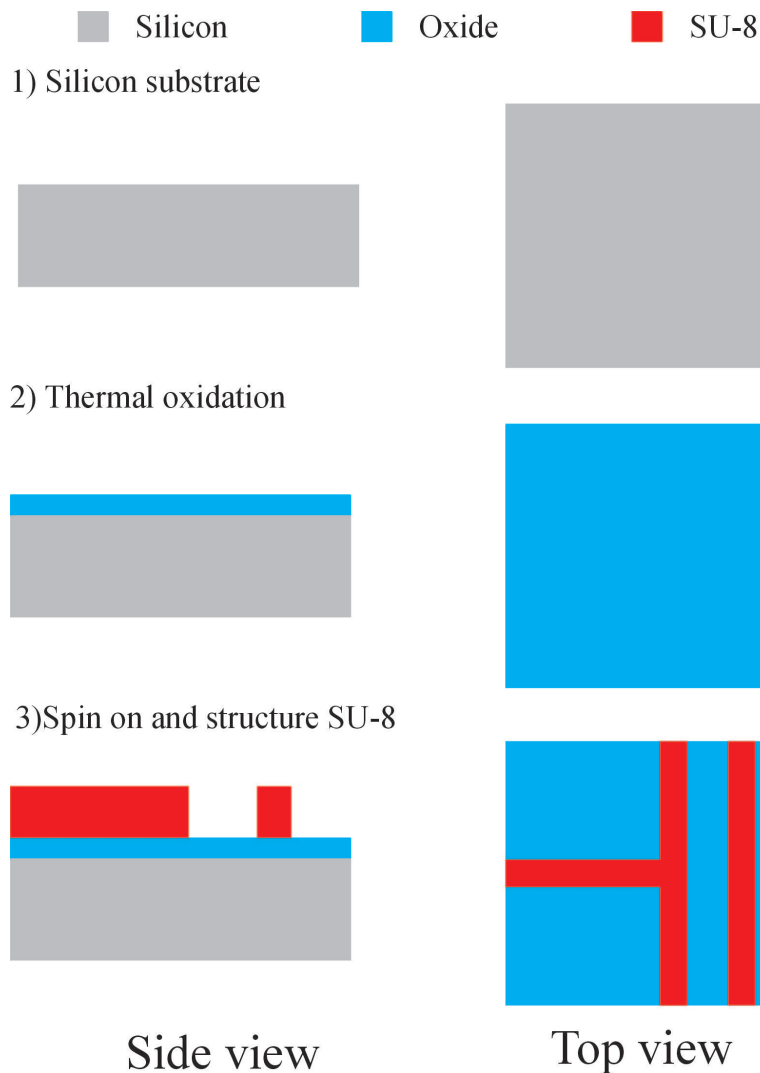 Silicon Oxide SU-8
1) Silicon substrate
2) Thermal oxidation
3)Spin on and structure SU-8
Side view Top view